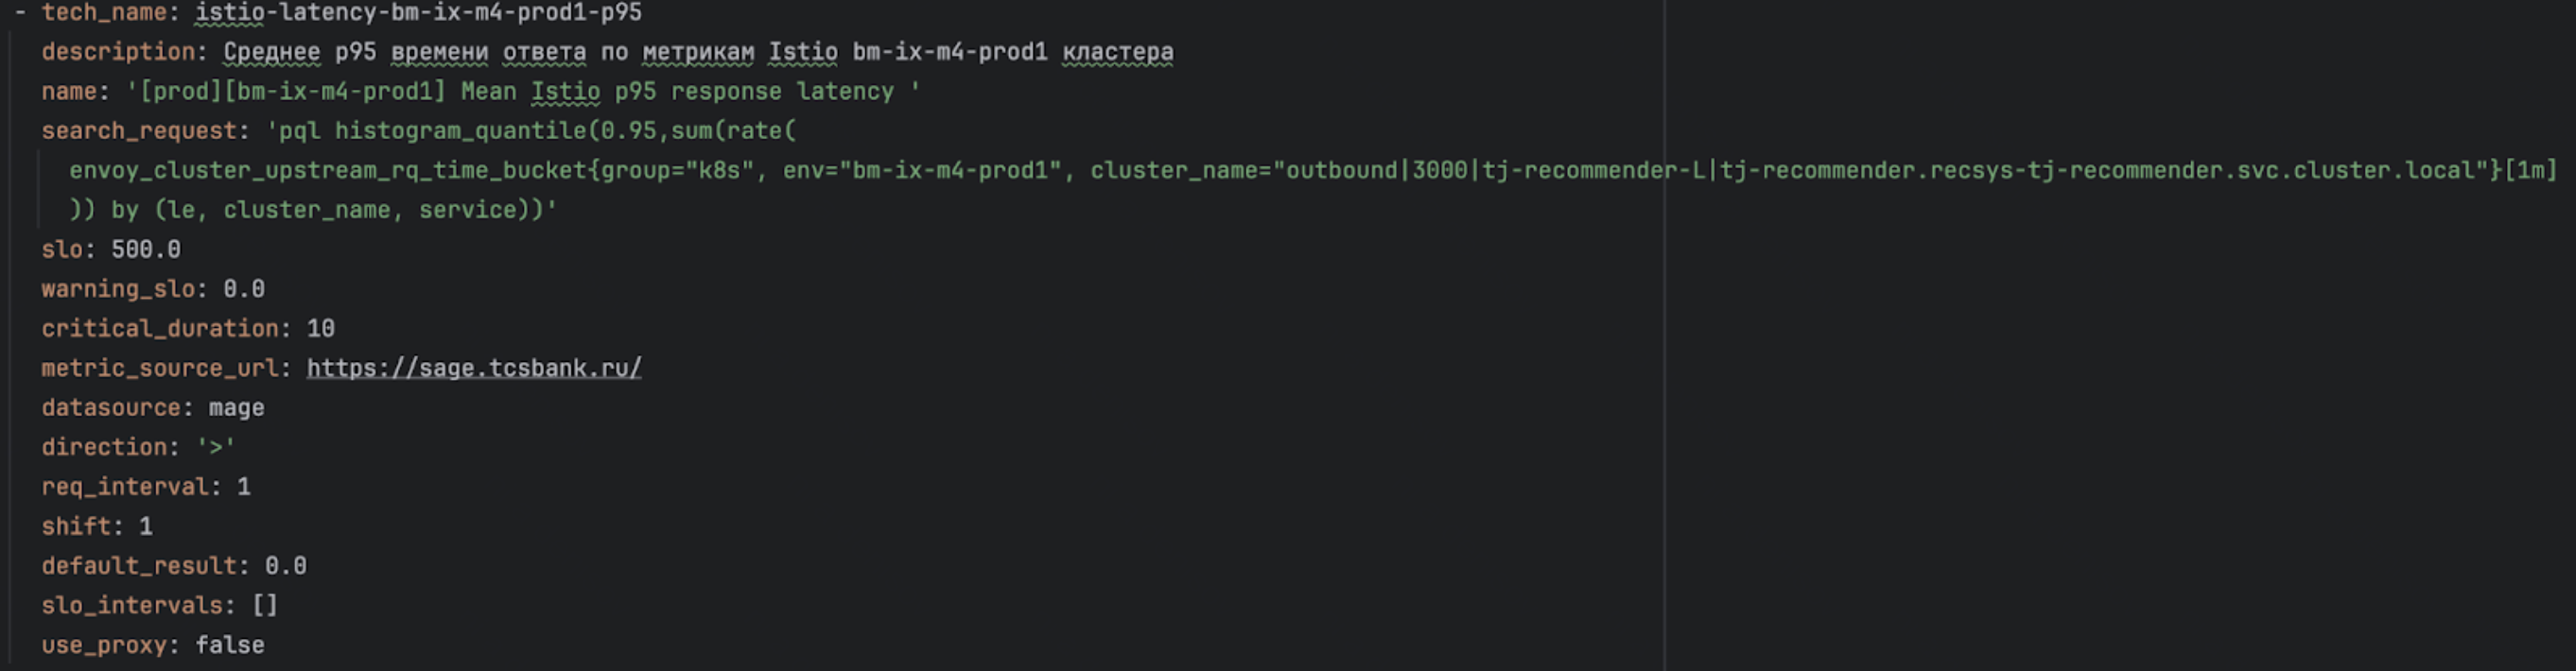 - tech_name: istio-latency-bm-ix-m4-prod1-p95
description: Среднее p95 времени ответа по метрикам Istio bm-ix-m4-prod1 кластера
name: '[prod][bm-ix-m4-prod1] Mean Istio p95 response latency '
search_request: 'pql histogram_quantile(0.95,sum(rate(
envoy_cluster_upstream_rq_time_bucket{group="k8s", env="bm-ix-m4-prod1", cluster_name="outbound|3000|tj-recommender-L|tj-recommender.recsys-tj-recommender.svc.cluster.local"}[1m]
)) by (le, cluster_name, service))'
slo: 500.0
warning_slo: 0.0
critical_duration: 10
metric_source_url: https://sage.tcsbank.ru/
datasource: mage
direction: '>'
req_interval: 1
shift: 1
default_result: 0.0
slo_intervals: []
use_proxy: false